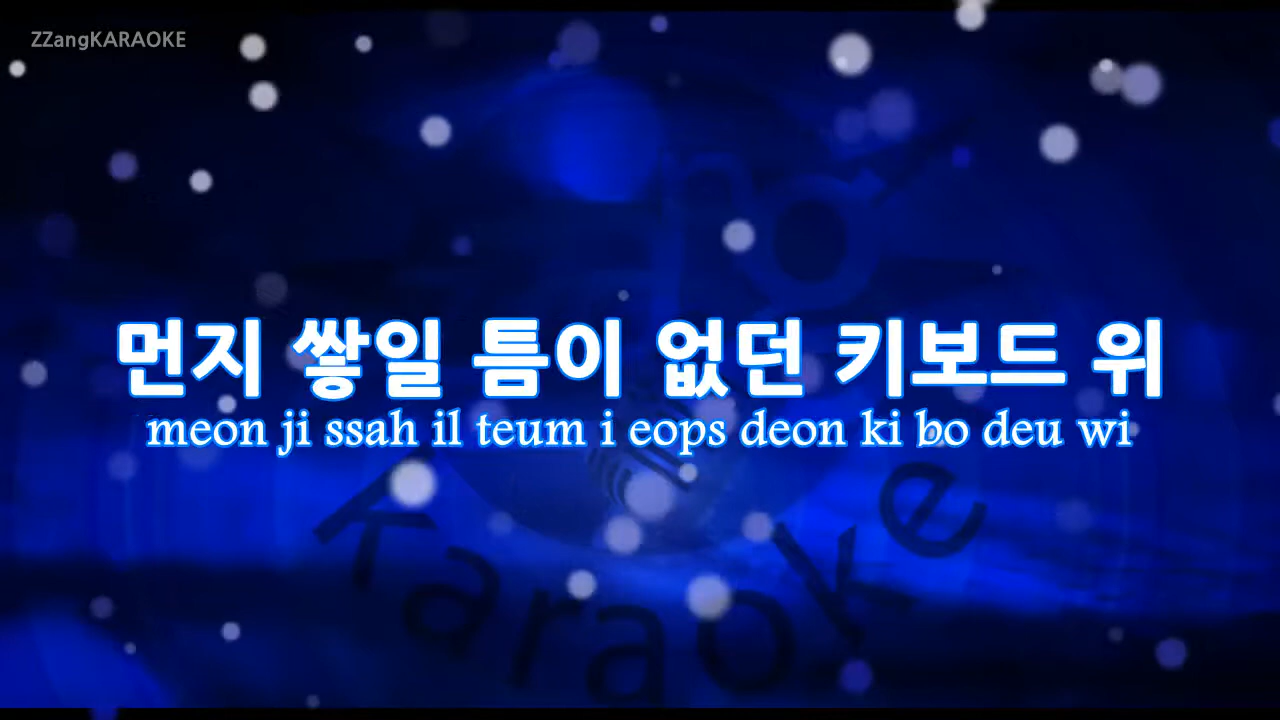 ZZangKARAOKE
먼지 쌓일 틈이 없던 키보드 위
meon ji ssah il teum i eops deon ki bo deu wi
Karaoke